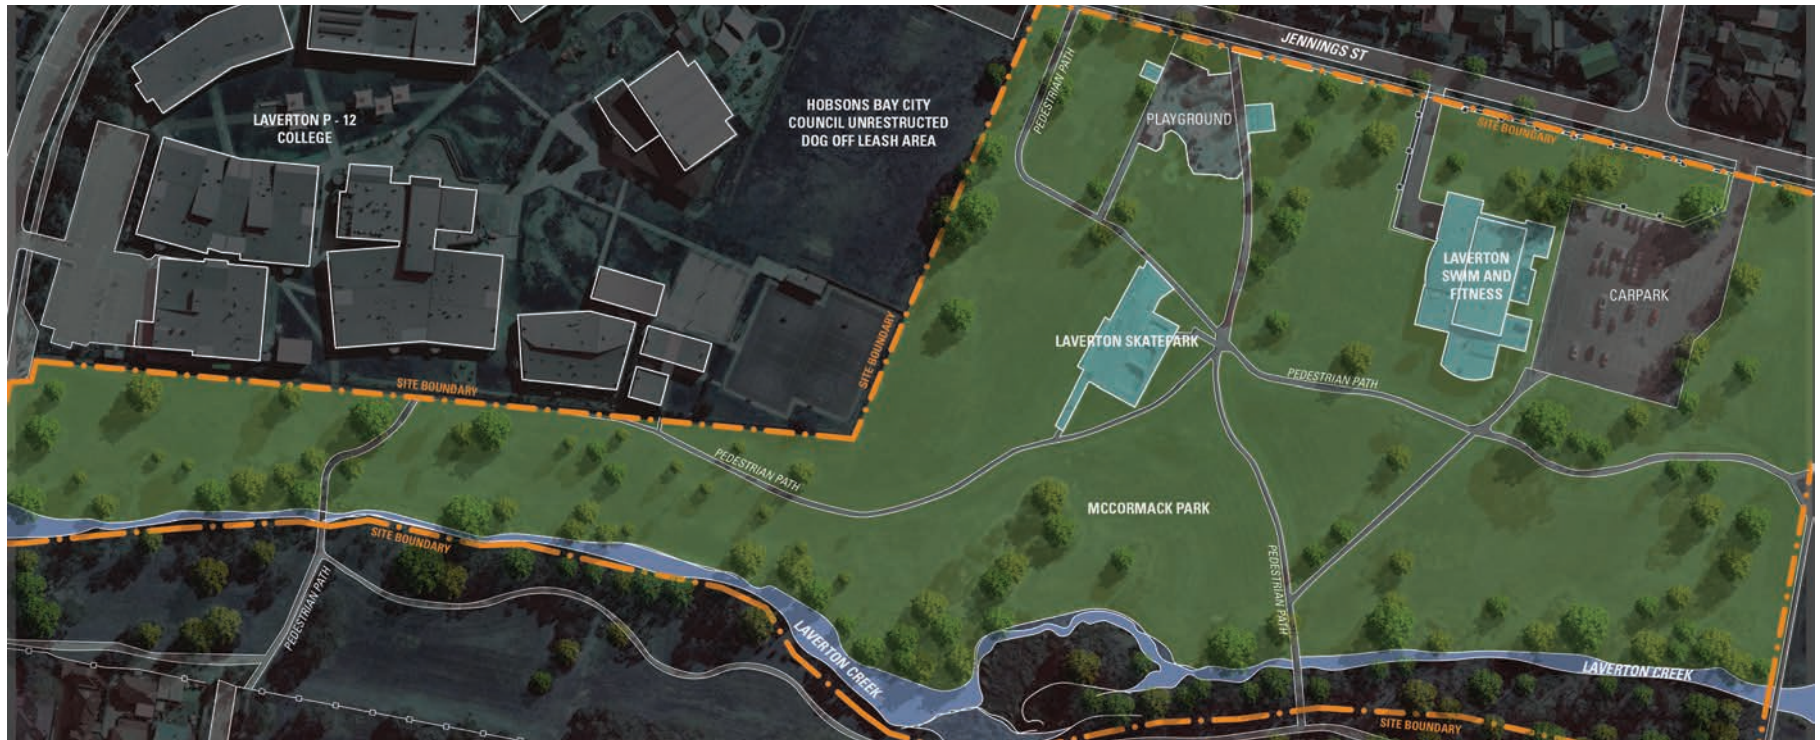 JENNINGS ST
PEDESTRIAN PATH
HOBSONS BAY CITY
COUNCIL UNRESTRICTED
DOG OFF LEASH AREA
LAVERTON P - 12
COLLEGE
PLAYGROUND
SITE BOUNDARY
LAVERTON
SWIM AND
FITNESS
CARPARK
LAVERTON SKATEPARK
SITE BOUNDARY
SITE BOUNDARY
PEDESTRIAN PATH
PEDESTRIAN PATH
MCCORMACK PARK
SITE BOUNDARY
PEDESTRIAN PATH
PEDESTRIAN PATH
LAVERTON CREEK
LAVERTON CREEK
SITE BOUNDARY